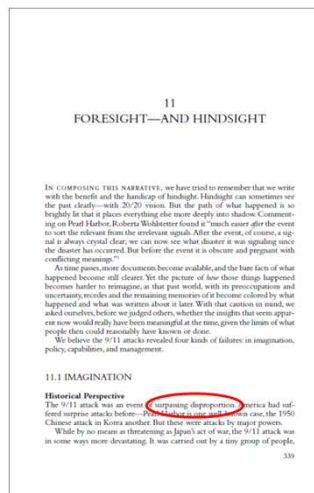 11
FORESIGHT—AND HINDSIGHT
IN COMPOSING THIS NARRATIVE, we have tried to remember that we write
with the benefit and the handicap of hindsight. Hindsight can sometimes see
the past clearly—with 20/20 vision. But the path of what happened is so
brightly lit that it places everything else more deeply into shadow. Comment-
ing on Pearl Harbor, Roberta Wohlstetter found it "much easier after the event
to sort the relevant from the irrelevant signals. After the event, of course, a sig-
nal is always crystal clear; we can now see what disaster it was signaling since
the disaster has occurred. But before the event it is obscure and pregnant with
conflicting meanings."1
As time passes, more documents become available, and the bare facts of what
happened become still clearer. Yet the picture of how those things happened
becomes harder to reimagine, as that past world, with its preoccupations and
uncertainty, recedes and the remaining memories of it become colored by what
happened and what was written about it later. With that caution in mind, we
asked ourselves, before we judged others, whether the insights that seem appar-
ent now would really have been meaningful at the time, given the limits of what
people then could reasonably have known or done.
We believe the 9/11 attacks revealed four kinds of failures: in imagination,
policy, capabilities, and management.
11.1 IMAGINATION
Historical Perspective
The 9/11 attack was an event of surpassing disproportion. America had suf-
fered surprise attacks before—Pearl Harbor is one well-known case, the 1950
Chinese attack in Korea another. But these were attacks by major powers.
While by no means as threatening as Japan's act of war, the 9/11 attack was
in some ways more devastating. It was carried out by a tiny group of people,
339